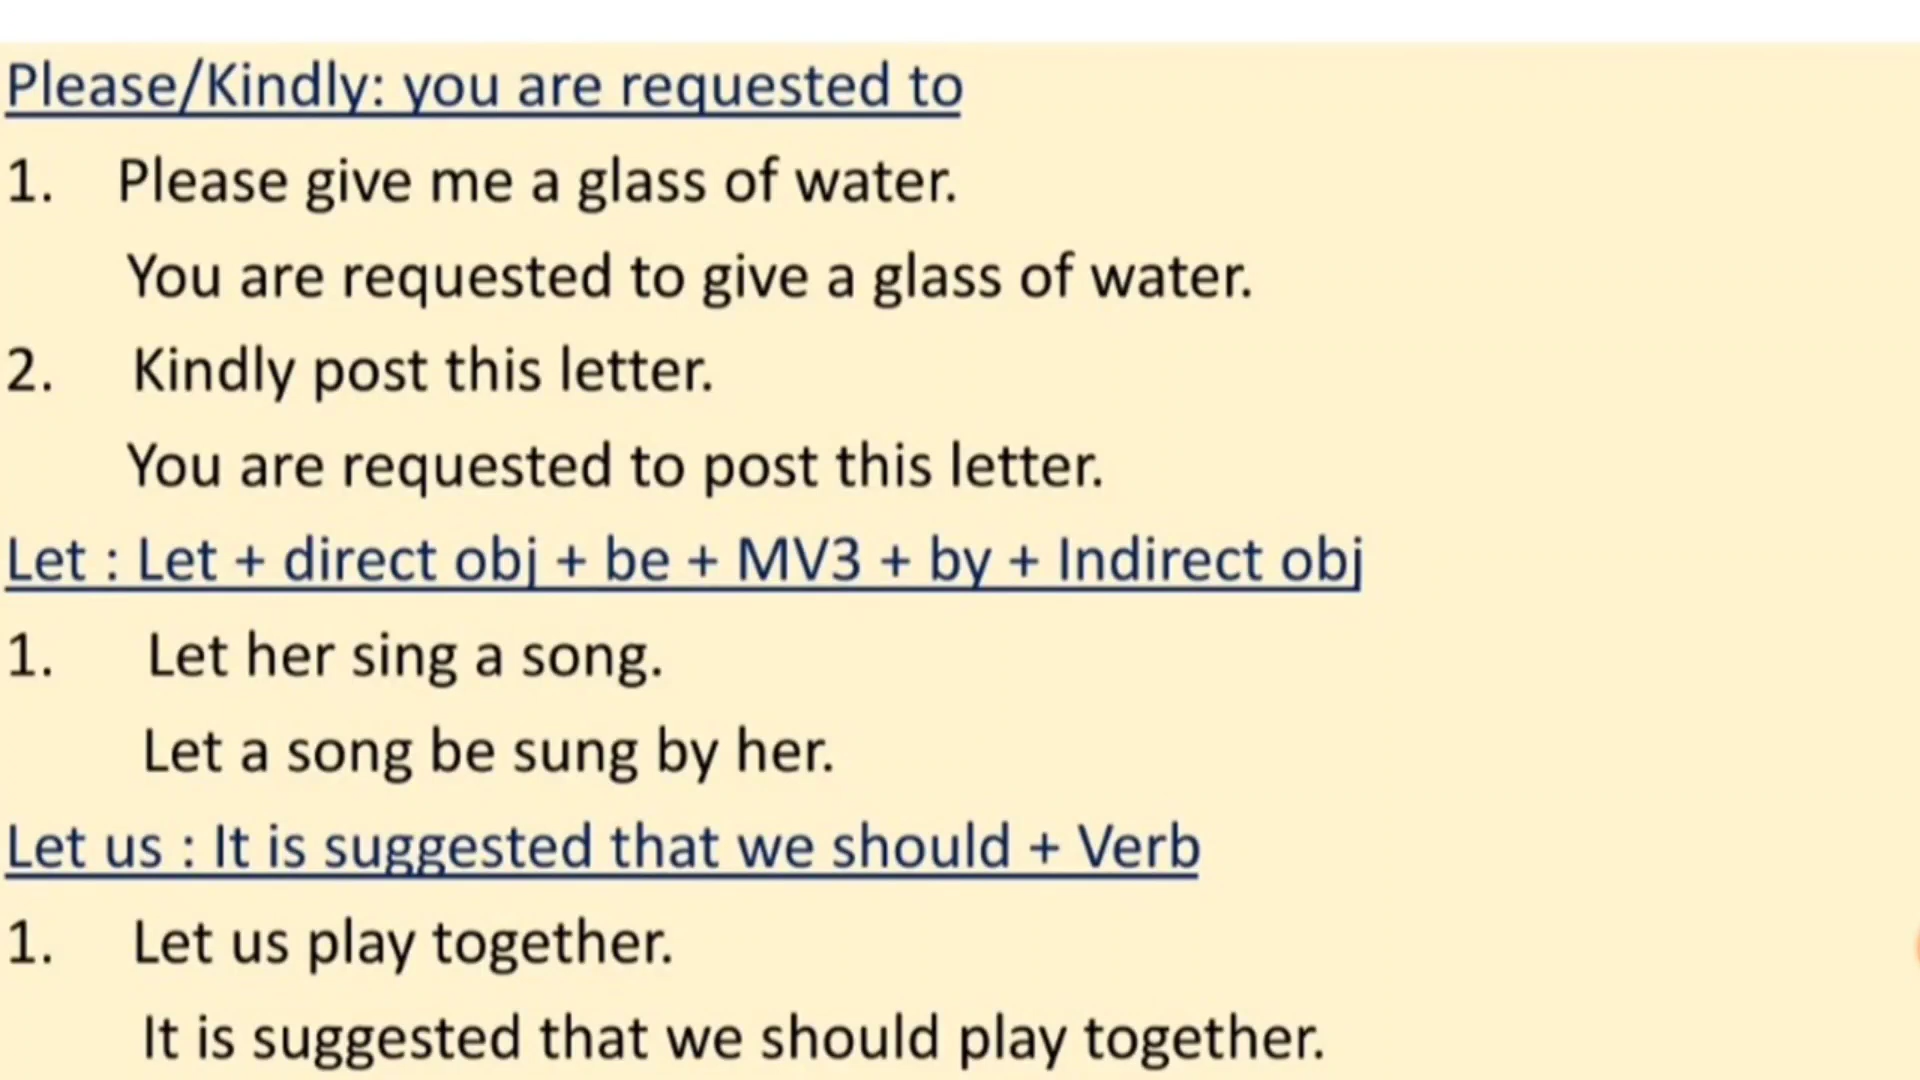 Please/Kindly: you are requested to
1. Please give me a glass of water.
You are requested to give a glass of water.
2. Kindly post this letter.
You are requested to post this letter.
Let : Let + direct obj + be + MV3 + by + Indirect obj
1. Let her sing a song.
Let a song be sung by her.
Let us : It is suggested that we should + Verb
1. Let us play together.
It is suggested that we should play together.